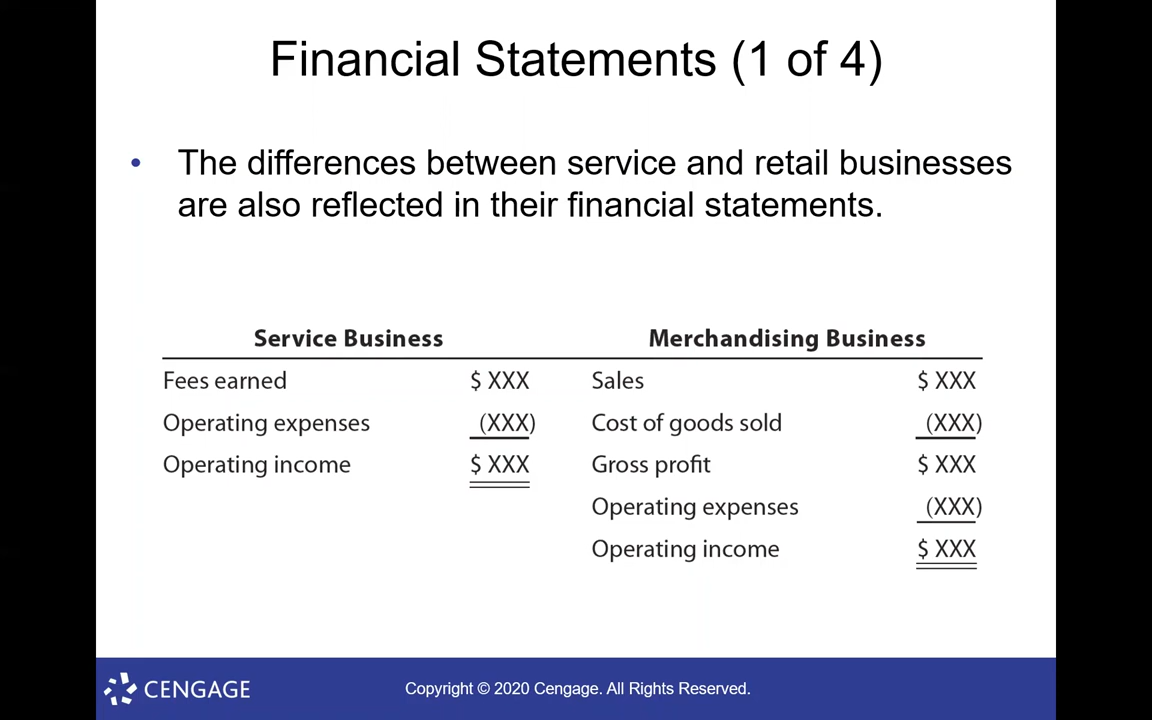 Financial Statements (1 of 4)
• The differences between service and retail businesses
are also reflected in their financial statements.
Service Business Merchandising Business
Fees earned $ XXX Sales $ XXX
Operating expenses (XXX) Cost of goods sold (XXX)
Operating income $ XXX Gross profit $ XXX
Operating expenses (XXX)
Operating income $ XXX
CENGAGE Copyright © 2020 Cengage. All Rights Reserved.